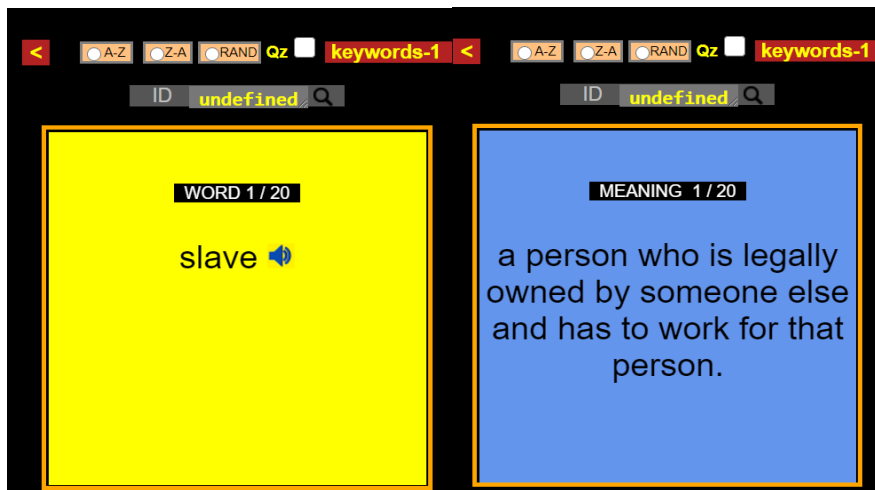 < A-Z Z-A RAND Qz keywords-1
ID undefined
WORD 1 / 20
slave
< A-Z Z-A RAND Qz keywords-1
ID undefined
MEANING 1 / 20
a person who is legally
owned by someone else
and has to work for that
person.